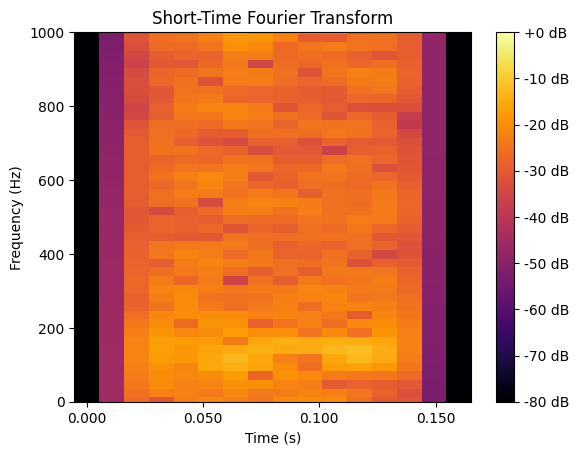 Short-Time Fourier Transform
1000
800
600
400
200
0
Frequency (Hz)
0.000
0.050
0.100
0.150
Time (s)
+0 dB
-10 dB
-20 dB
-30 dB
-40 dB
-50 dB
-60 dB
-70 dB
-80 dB